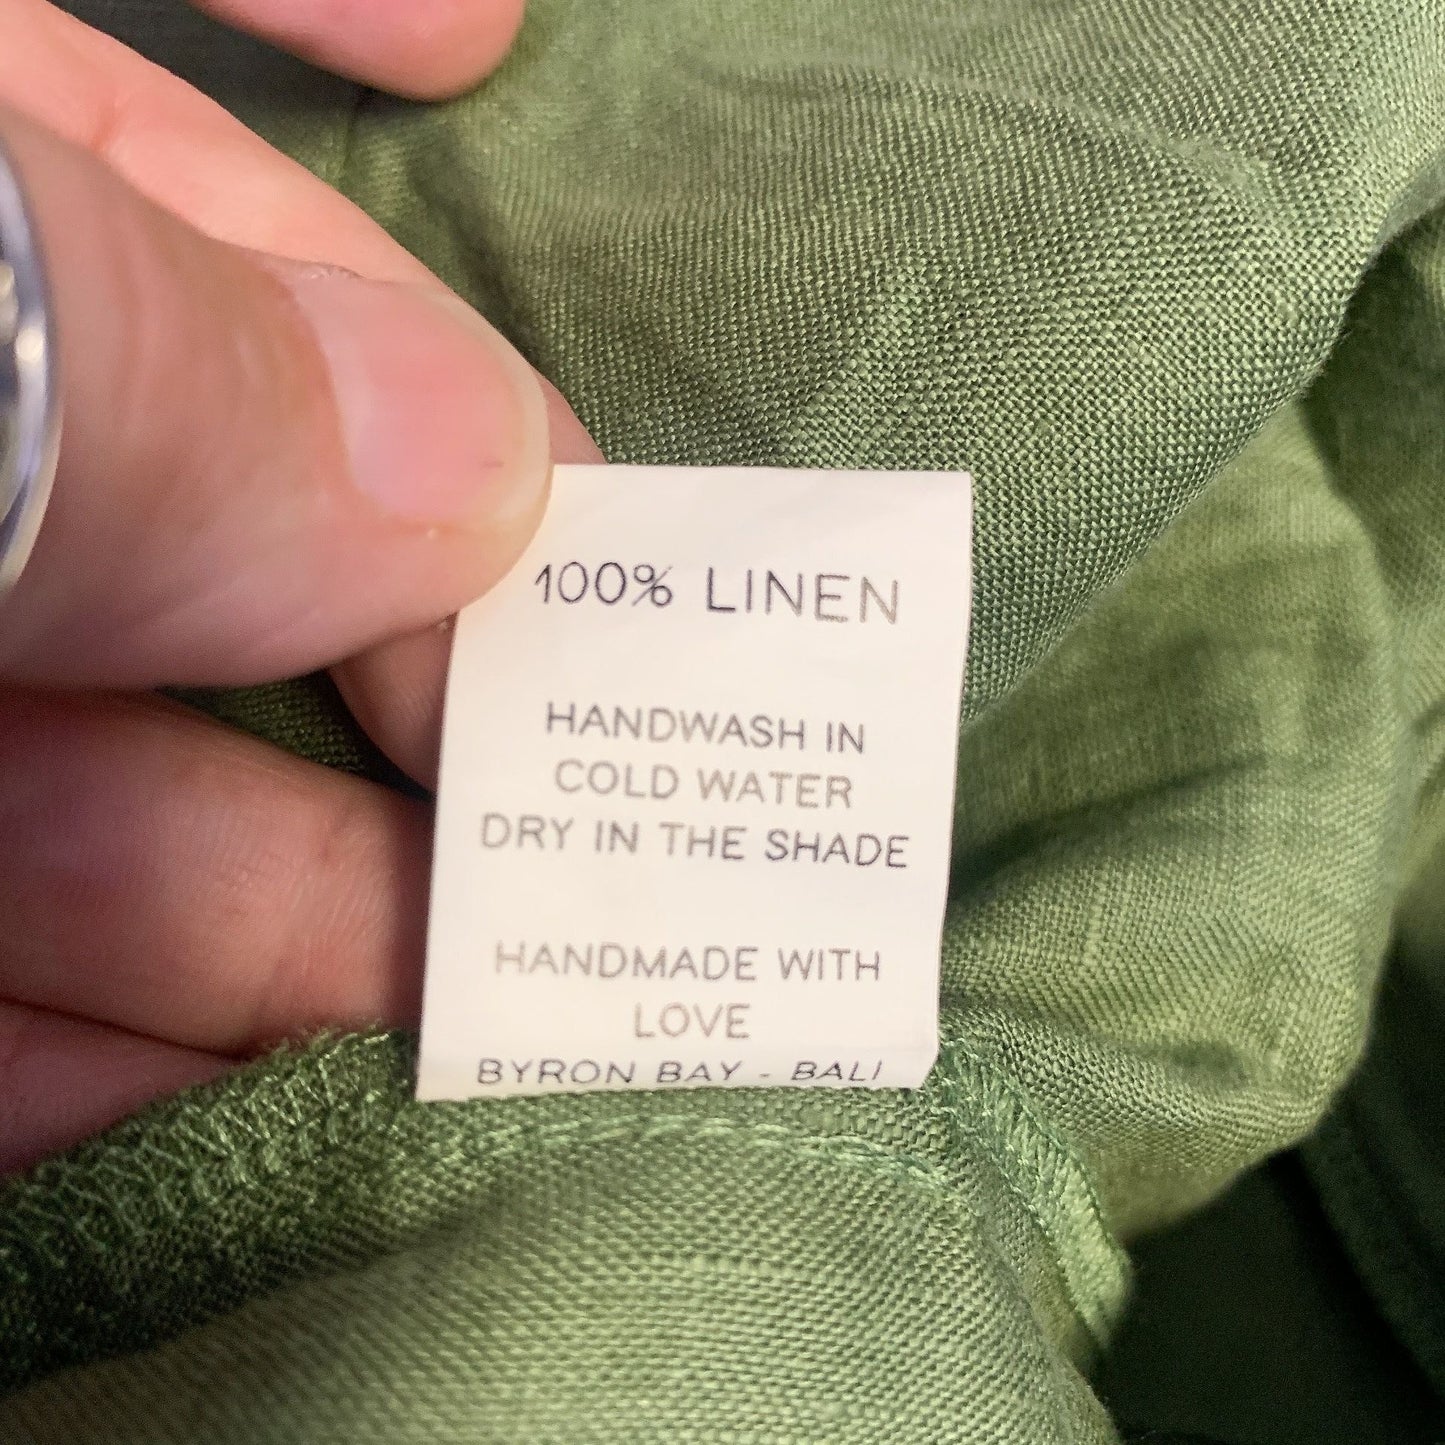 100% LINEN
HANDWASH IN
COLD WATER
DRY IN THE SHADE
HANDMADE WITH
LOVE
BYRON BAY - BALI